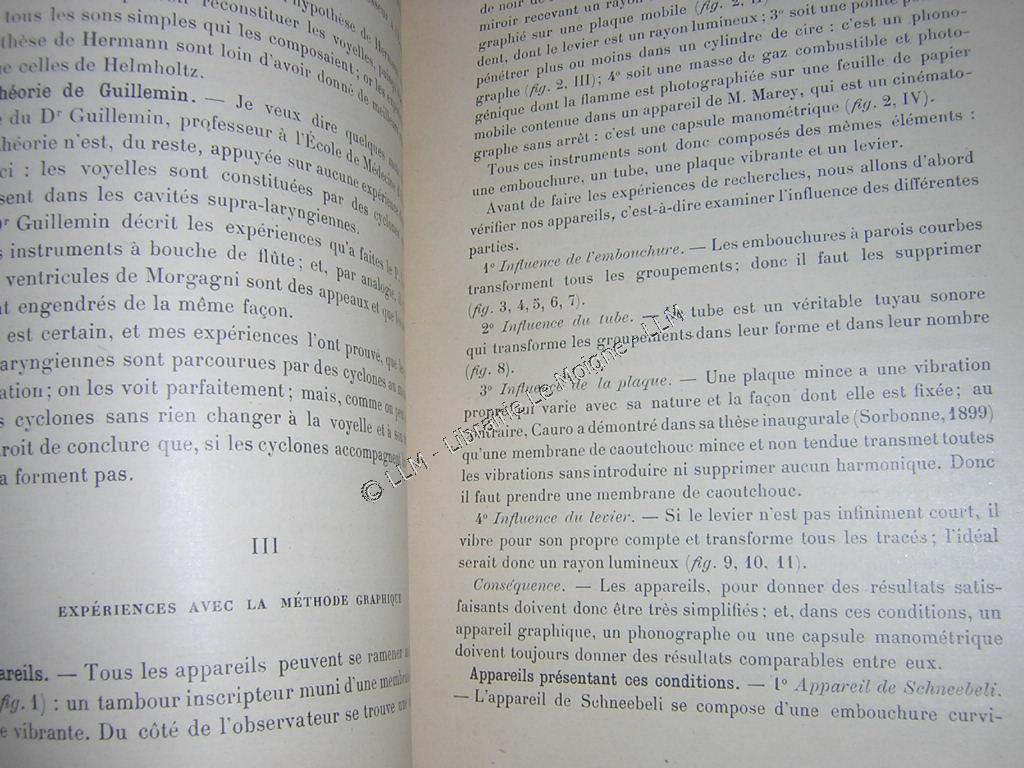 reconstituer les voyelles,
tous les sons simples qui les composaient; or les
thèse de Hermann sont loin d'avoir donné de meilleurs
e celles de Helmholtz.
héorie de Guillemin. — Je veux dire quelques
du Dr Guillemin, professeur à l'École de Médecine
héorie n'est, du reste, appuyée sur aucune expérience
ci : les voyelles sont constituées par des cyclones
sent dans les cavités supra-laryngiennes.
r Guillemin décrit les expériences qu'a faites le P.
s instruments à bouche de flûte; et, par analogie, il
ventricules de Morgagni sont des appeaux et que les
nt engendrés de la même façon.
est certain, et mes expériences l'ont prouvé, que les
laryngiennes sont parcourues par des cyclones au
ation; on les voit parfaitement; mais, comme on peut
s cyclones sans rien changer à la voyelle et à son
droit de conclure que, si les cyclones accompagnent
a forment pas.
III
EXPÉRIENCES AVEC LA MÉTHODE GRAPHIQUE
areils. — Tous les appareils peuvent se ramener
fig. 1) : un tambour inscripteur muni d'une membrane
e vibrante. Du côté de l'observateur se trouve une
miroir recevant un rayon
graphié sur une plaque mobile (fig. 2, II)
dent, dont le levier est un rayon lumineux; 3° soit une pointe
pénétrer plus ou moins dans un cylindre de cire : c'est un phono-
graphe (fig. 2, III); 4° soit une masse de gaz combustible et photo-
génique dont la flamme est photographiée sur une feuille de papier
mobile contenue dans un appareil de M. Marey, qui est un cinémato-
graphe sans arrêt : c'est une capsule manométrique (fig. 2, IV).
Tous ces instruments sont donc composés des mêmes éléments :
une embouchure, un tube, une plaque vibrante et un levier.
Avant de faire les expériences de recherches, nous allons d'abord
vérifier nos appareils, c'est-à-dire examiner l'influence des différentes
parties.
1° Influence de l'embouchure. — Les embouchures à parois courbes
transforment tous les groupements; donc il faut les supprimer
(fig. 3, 4, 5, 6, 7).
2° Influence du tube. — Le tube est un véritable tuyau sonore
qui transforme les groupements dans leur forme et dans leur nombre
(fig. 8).
3° Influence de la plaque. — Une plaque mince a une vibration
propre qui varie avec sa nature et la façon dont elle est fixée; au
contraire, Cauro a démontré dans sa thèse inaugurale (Sorbonne, 1899)
qu'une membrane de caoutchouc mince et non tendue transmet toutes
les vibrations sans introduire ni supprimer aucun harmonique. Donc
il faut prendre une membrane de caoutchouc.
4° Influence du levier. — Si le levier n'est pas infiniment court, il
vibre pour son propre compte et transforme tous les tracés; l'idéal
serait donc un rayon lumineux (fig. 9, 10, 11).
Conséquence. — Les appareils, pour donner des résultats satis-
faisants doivent donc être très simplifiés; et, dans ces conditions, un
appareil graphique, un phonographe ou une capsule manométrique
doivent toujours donner des résultats comparables entre eux.
Appareils présentant ces conditions. — 1° Appareil de Schneebeli.
— L'appareil de Schneebeli se compose d'une embouchure curvi-
© LLM - Librairie Le Moigne - LLM